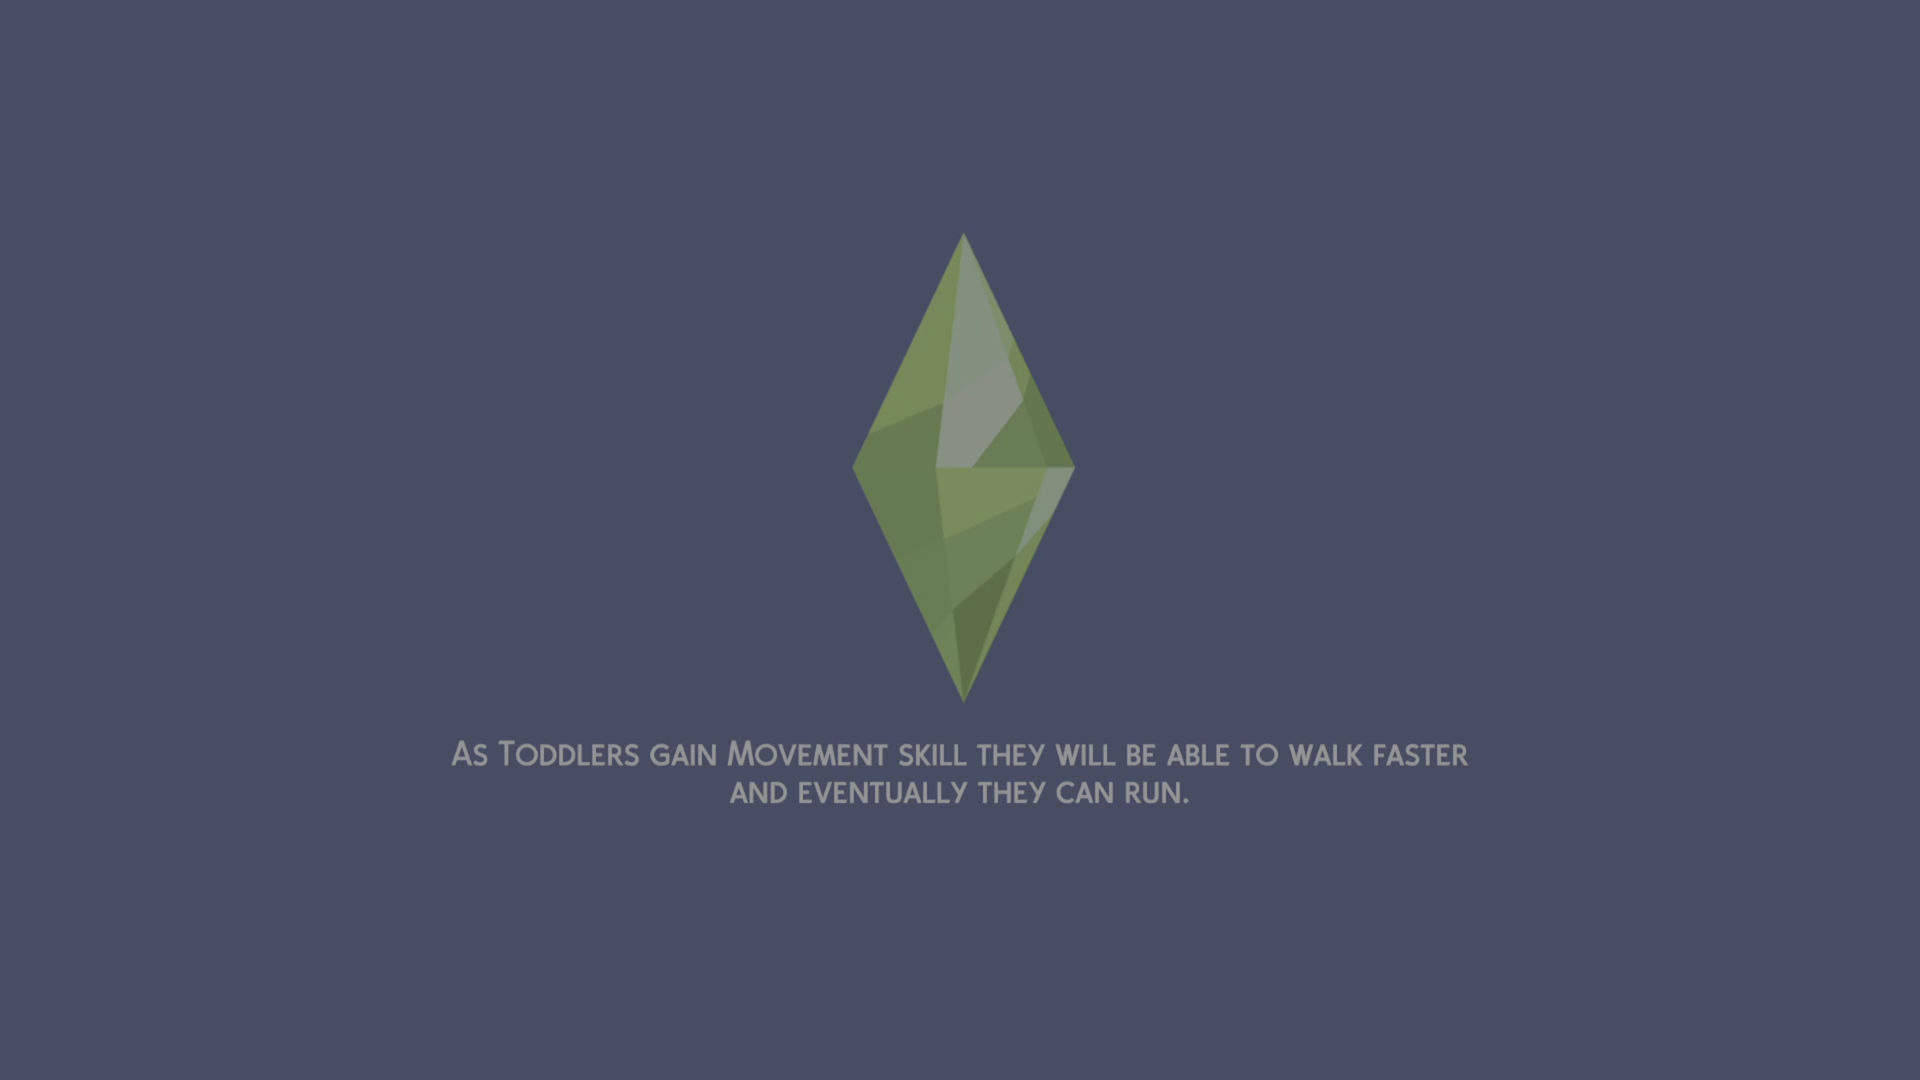 As Toddlers gain Movement skill they will be able to walk faster
and eventually they can run.